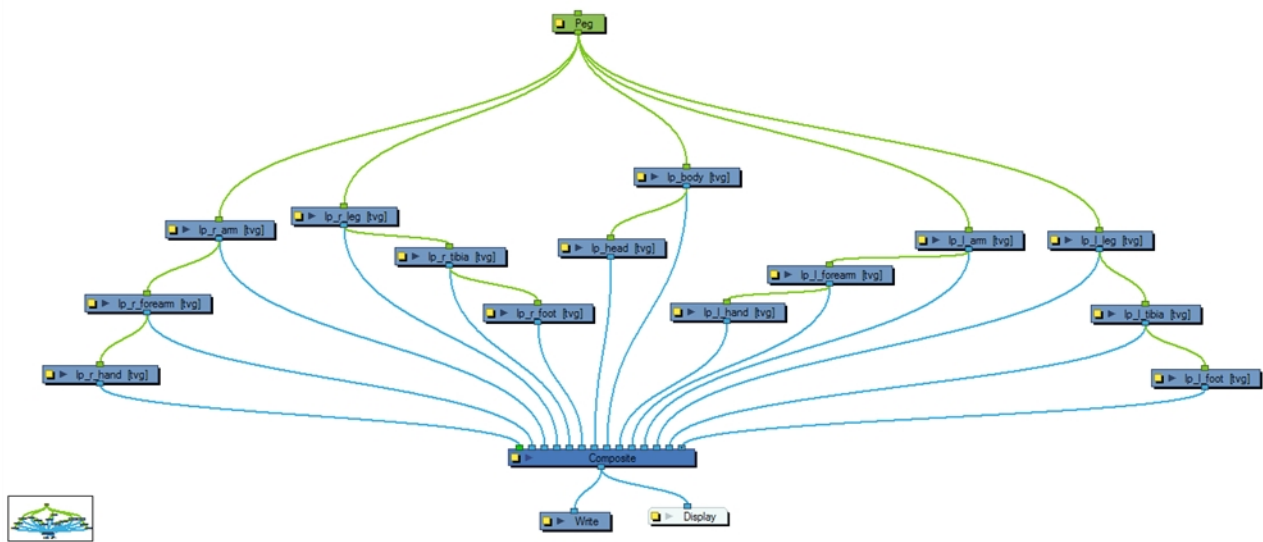 Peg
lp_body [tvg]
lp_r_leg [tvg]
lp_r_arm [tvg]
lp_l_arm [tvg]
lp_l_leg [tvg]
lp_head [tvg]
lp_r_tibia [tvg]
lp_l_forearm [tvg]
lp_r_forearm [tvg]
lp_r_foot [tvg]
lp_l_hand [tvg]
lp_l_tibia [tvg]
lp_r_hand [tvg]
lp_l_foot [tvg]
Composite
Write
Display